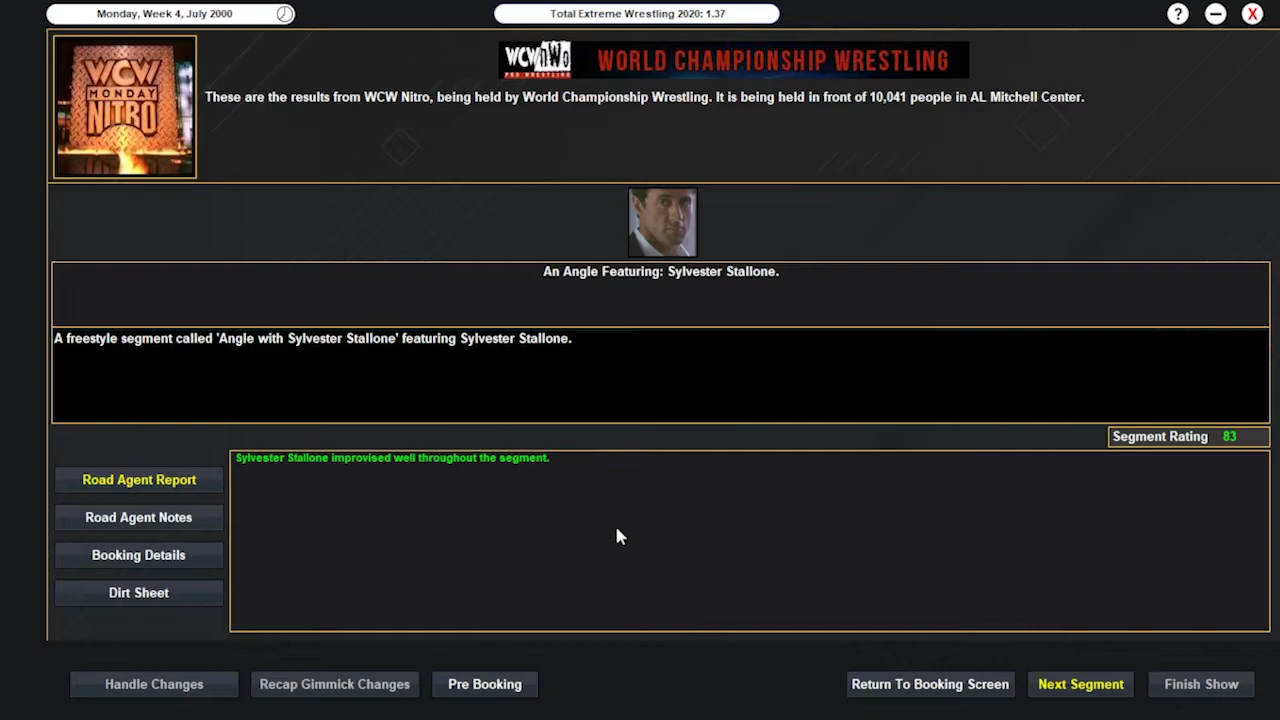 Monday, Week 4, July 2000
Total Extreme Wrestling 2020: 1.37
?
X
WCW
MONDAY
NITRO
WCW nWo
PRO WRESTLING
WORLD CHAMPIONSHIP WRESTLING
These are the results from WCW Nitro, being held by World Championship Wrestling. It is being held in front of 10,041 people in AL Mitchell Center.
An Angle Featuring: Sylvester Stallone.
A freestyle segment called 'Angle with Sylvester Stallone' featuring Sylvester Stallone.
Segment Rating 83
Sylvester Stallone improvised well throughout the segment.
Road Agent Report
Road Agent Notes
Booking Details
Dirt Sheet
Handle Changes
Recap Gimmick Changes
Pre Booking
Return To Booking Screen
Next Segment
Finish Show